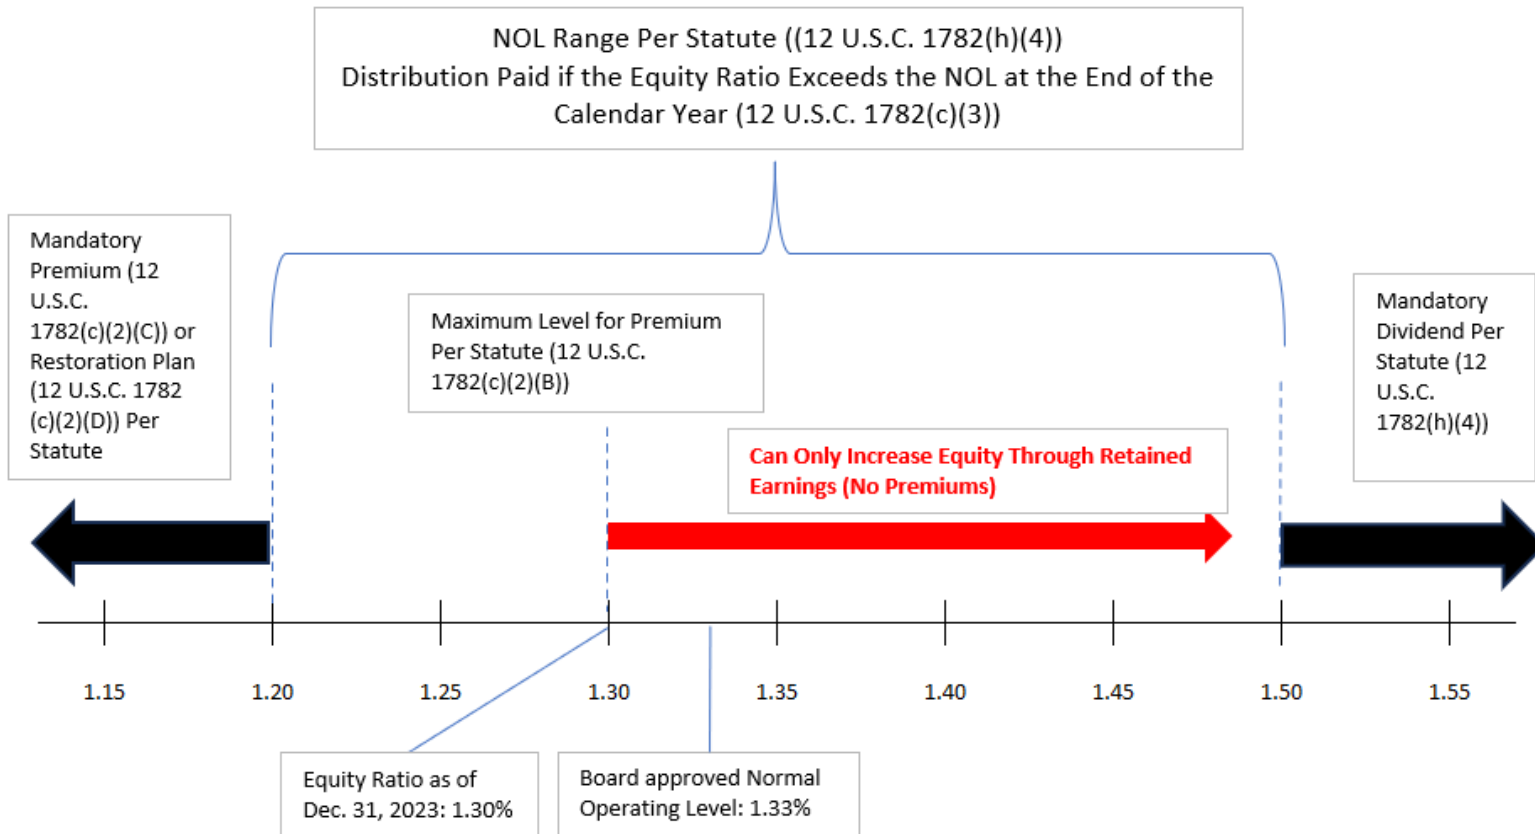 NOL Range Per Statute ((12 U.S.C. 1782(h)(4))
Distribution Paid if the Equity Ratio Exceeds the NOL at the End of the
Calendar Year (12 U.S.C. 1782(c)(3))
Mandatory
Premium (12
U.S.C.
1782(c)(2)(C)) or
Restoration Plan
(12 U.S.C. 1782
(c)(2)(D)) Per
Statute
Maximum Level for Premium
Per Statute (12 U.S.C.
1782(c)(2)(B))
Mandatory
Dividend Per
Statute (12
U.S.C.
1782(h)(4))
Can Only Increase Equity Through Retained
Earnings (No Premiums)
1.15 1.20 1.25 1.30 1.35 1.40 1.45 1.50 1.55
Equity Ratio as of
Dec. 31, 2023: 1.30%
Board approved Normal
Operating Level: 1.33%